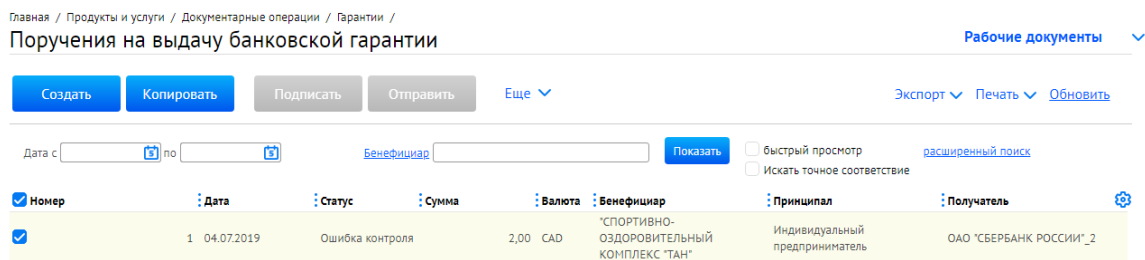 Главная / Продукты и услуги / Документарные операции / Гарантии /
Поручения на выдачу банковской гарантии
Рабочие документы
Создать Копировать Подписать Отправить Еще Экспорт Печать Обновить
Дата с по Бенефициар Показать быстрый просмотр расширенный поиск
Искать точное соответствие
Номер Дата Статус Сумма Валюта Бенефициар Принципал Получатель
1 04.07.2019 Ошибка контроля 2,00 CAD "СПОРТИВНО-
ОЗДОРОВИТЕЛЬНЫЙ
КОМПЛЕКС "ТАН" Индивидуальный
предприниматель ОАО "СБЕРБАНК РОССИИ"_2